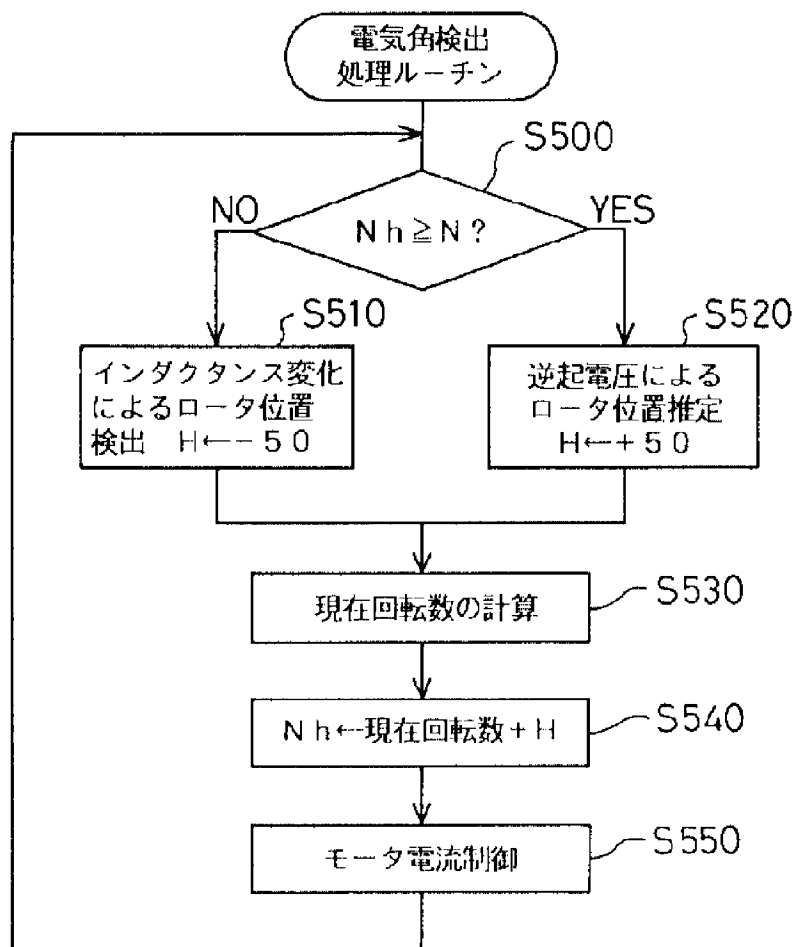 電気角検出
処理ルーチン
S500
NO
YES
Nh≧N?
S510
インダクタンス変化
によるロータ位置
検出 H←-50
S520
逆起電圧による
ロータ位置推定
H←+50
S530
現在回転数の計算
S540
Nh←現在回転数+H
S550
モータ電流制御